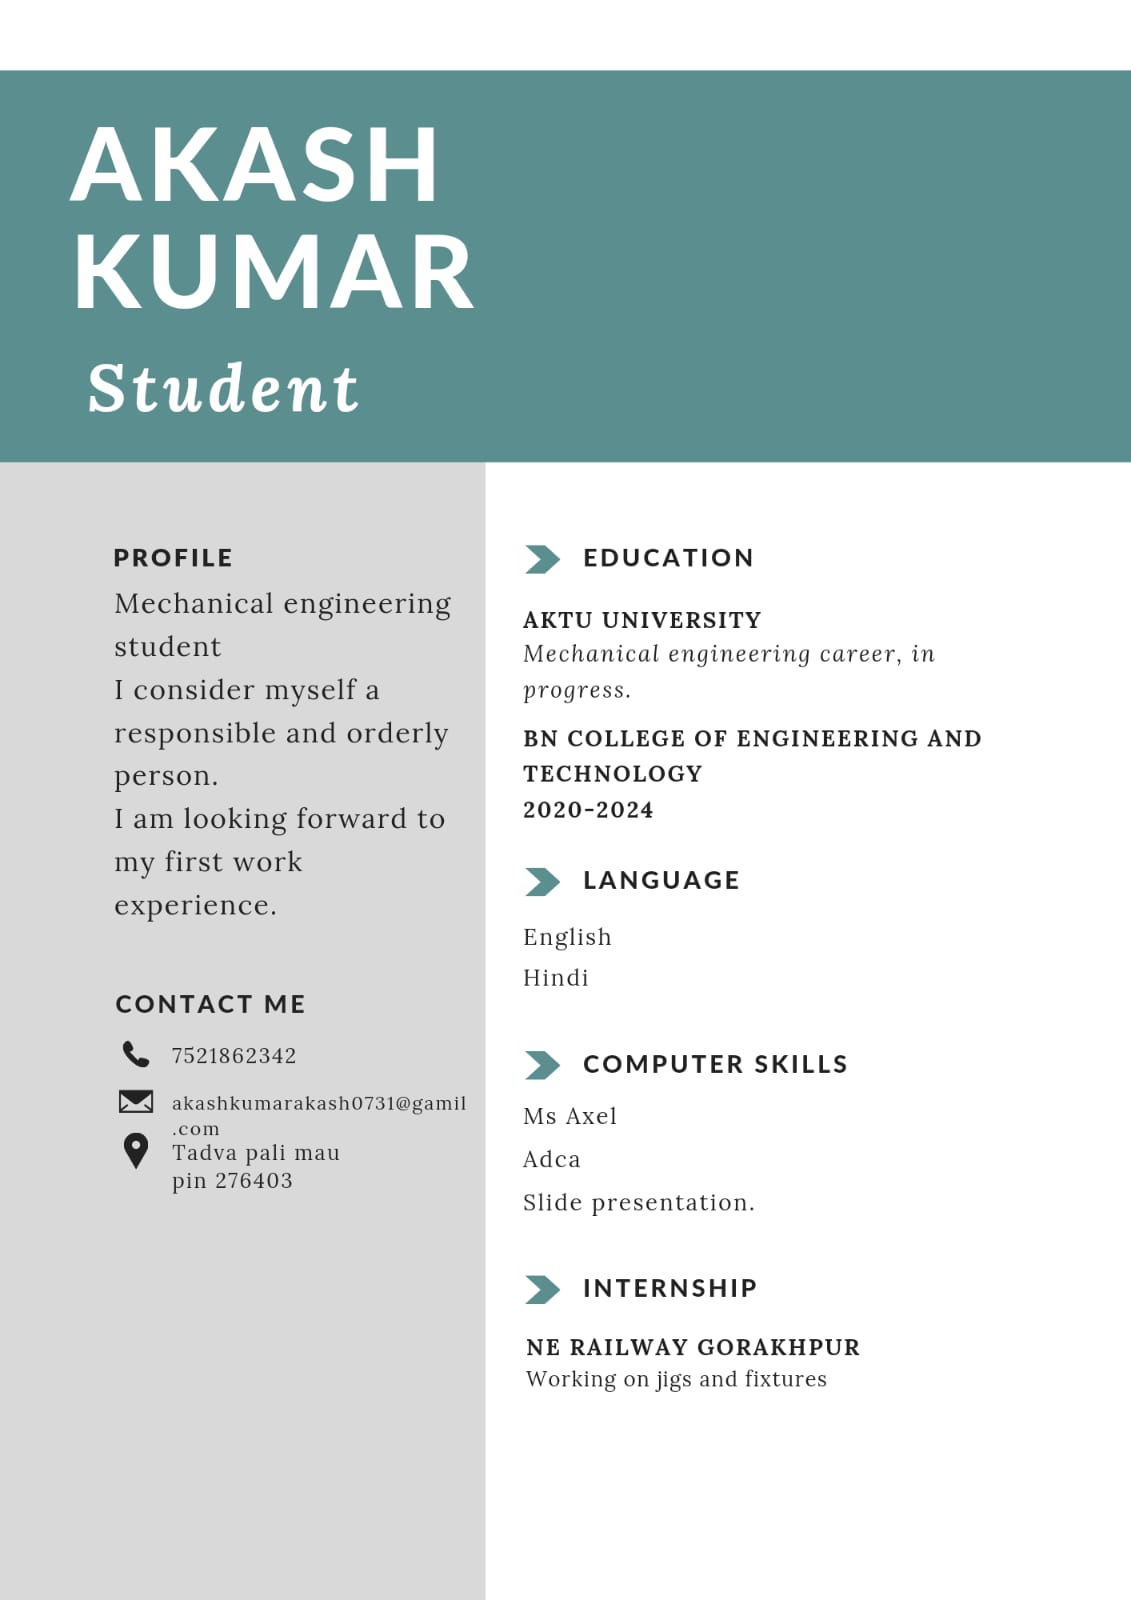 AKASH
KUMAR
Student
PROFILE
Mechanical engineering
student
I consider myself a
responsible and orderly
person.
I am looking forward to
my first work
experience.
CONTACT ME
7521862342
akashkumarakash0731@gamil
.com
Tadva pali mau
pin 276403
EDUCATION
AKTU UNIVERSITY
Mechanical engineering career, in
progress.
BN COLLEGE OF ENGINEERING AND
TECHNOLOGY
2020-2024
LANGUAGE
English
Hindi
COMPUTER SKILLS
Ms Axel
Adca
Slide presentation.
INTERNSHIP
NE RAILWAY GORAKHPUR
Working on jigs and fixtures